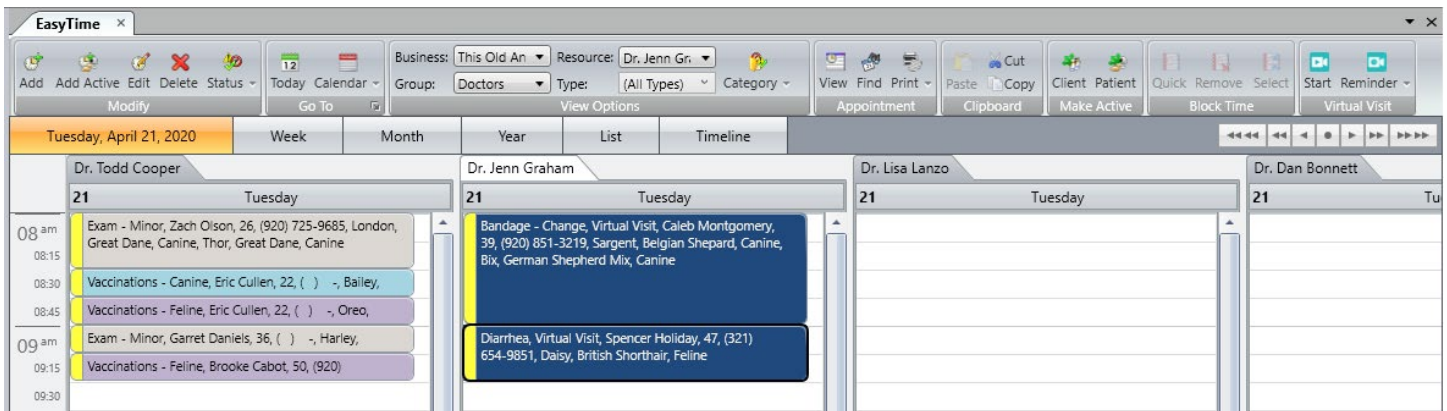 EasyTime ×
Business: This Old An Resource: Dr. Jenn Gr.
Add Add Active Edit Delete Status Today Calendar Group: Doctors Type: (All Types) Category View Find Print Paste Cut Copy Client Patient Quick Remove Select Start Reminder
12
Modify Go To View Options Appointment Clipboard Make Active Block Time Virtual Visit
Tuesday, April 21, 2020 Week Month Year List Timeline
Dr. Todd Cooper Dr. Jenn Graham Dr. Lisa Lanzo Dr. Dan Bonnett
21 Tuesday 21 Tuesday 21 Tuesday 21 Tu
08 am
08:15
08:30
08:45
09 am
09:15
09:30
Exam - Minor, Zach Olson, 26, (920) 725-9685, London,
Great Dane, Canine, Thor, Great Dane, Canine
Vaccinations - Canine, Eric Cullen, 22, ( ) -, Bailey,
Vaccinations - Feline, Eric Cullen, 22, ( ) -, Oreo,
Exam - Minor, Garret Daniels, 36, ( ) -, Harley,
Vaccinations - Feline, Brooke Cabot, 50, (920)
Bandage - Change, Virtual Visit, Caleb Montgomery,
39, (920) 851-3219, Sargent, Belgian Shepard, Canine,
Bix, German Shepherd Mix, Canine
Diarrhea, Virtual Visit, Spencer Holiday, 47, (321)
654-9851, Daisy, British Shorthair, Feline